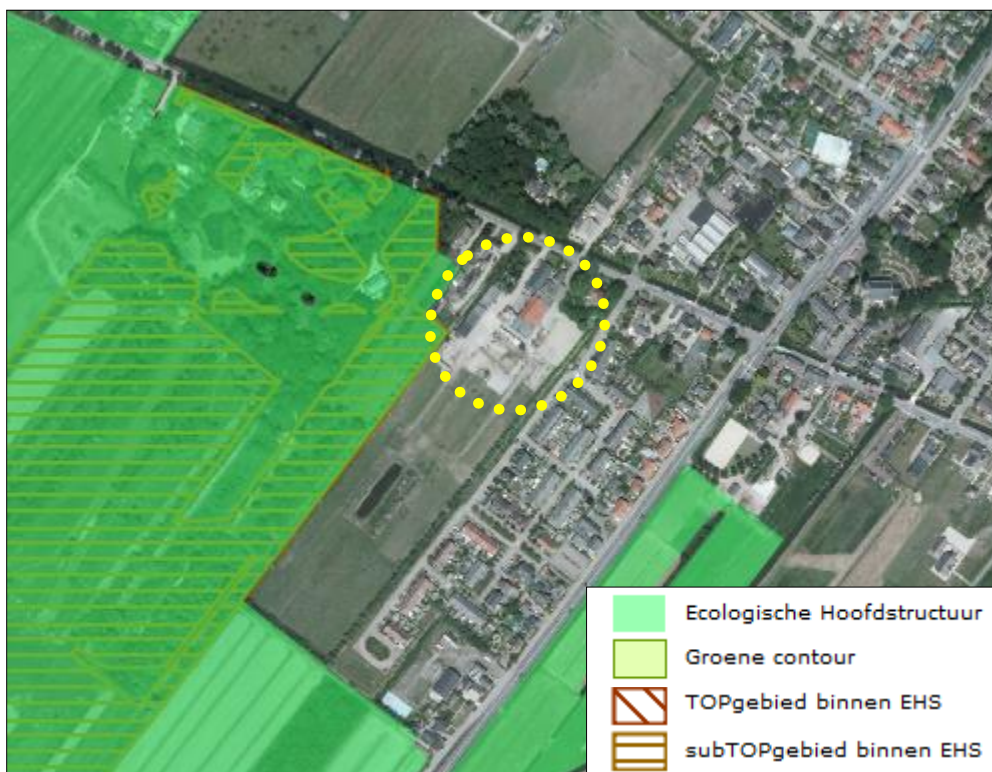 Ecologische Hoofdstructuur
Groene contour
TOPgebied binnen EHS
subTOPgebied binnen EHS